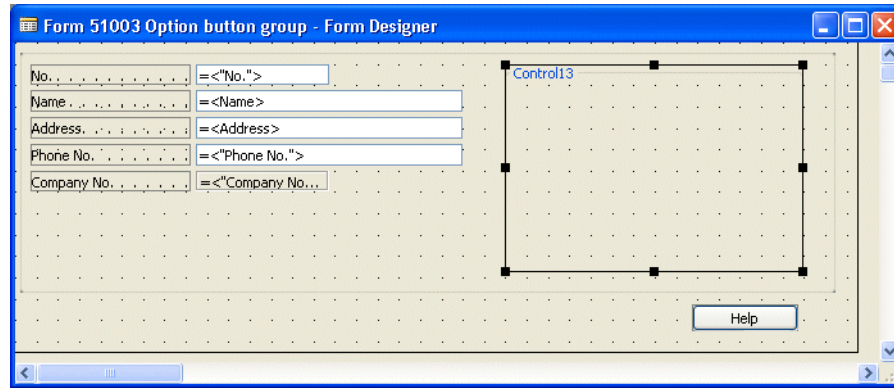 Form 51003 Option button group - Form Designer
No. . . . . . . . . . . . . =<"No.">
Control13
Name . . . . . . . . . . . =<Name>
Address. . . . . . . . . . =<Address>
Phone No. . . . . . . . =<"Phone No.">
Company No. . . . . . . =<"Company No...
Help